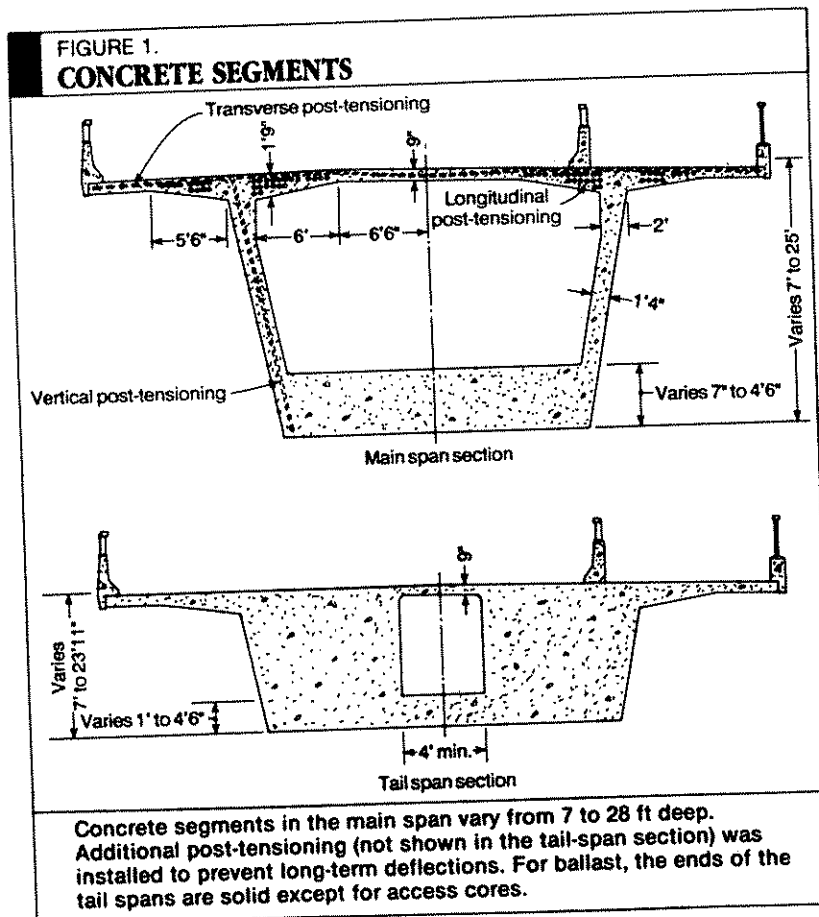 FIGURE 1.
CONCRETE SEGMENTS
Transverse post-tensioning
1'9"
9"
Longitudinal
post-tensioning
5'6"
6'
6'6"
2'
1'4"
Varies 7' to 25'
Vertical post-tensioning
Varies 7" to 4'6"
Main span section
9"
Varies
7' to 23'11"
Varies 1' to 4'6"
4' min.
Tail span section
Concrete segments in the main span vary from 7 to 28 ft deep.
Additional post-tensioning (not shown in the tail-span section) was
installed to prevent long-term deflections. For ballast, the ends of the
tail spans are solid except for access cores.